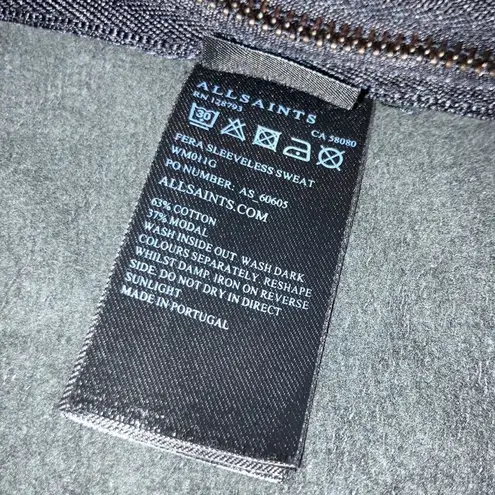 ALLSAINTS
RN 128793 CA 58080
30
FERA SLEEVELESS SWEAT
WM011G
PO NUMBER: AS_60605
ALLSAINTS.COM
63% COTTON
37% MODAL
WASH INSIDE OUT. WASH DARK
COLOURS SEPARATELY. RESHAPE
WHILST DAMP. IRON ON REVERSE
SIDE. DO NOT DRY IN DIRECT
SUNLIGHT
MADE IN PORTUGAL